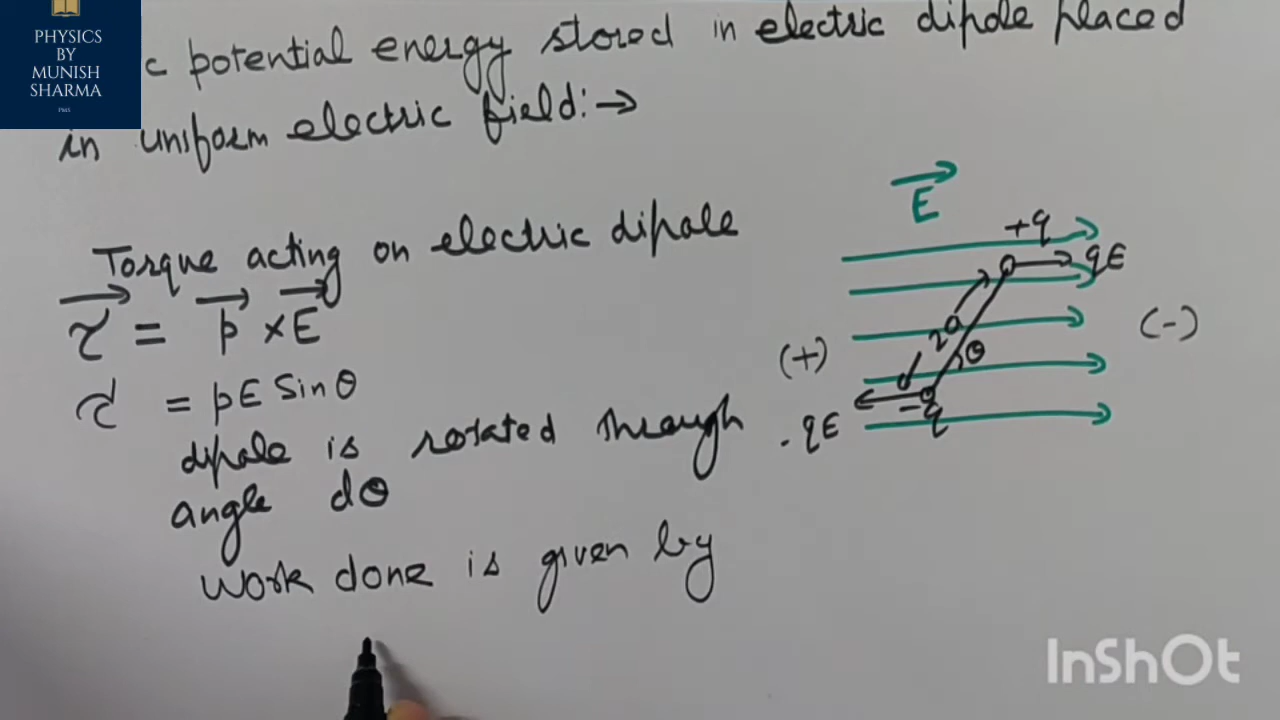 PHYSICS
BY
MUNISH
SHARMA
c potential energy stored in electric dipole placed
in uniform electric field:→
Torque acting on electric dipole
τ⃗ = p⃗ × E⃗
τ = pE Sin θ
dipole is rotated through
angle dθ
Work done is given by
E⃗
+q
qE
(+)
(-)
2a
θ
-q
-qE
InShOt